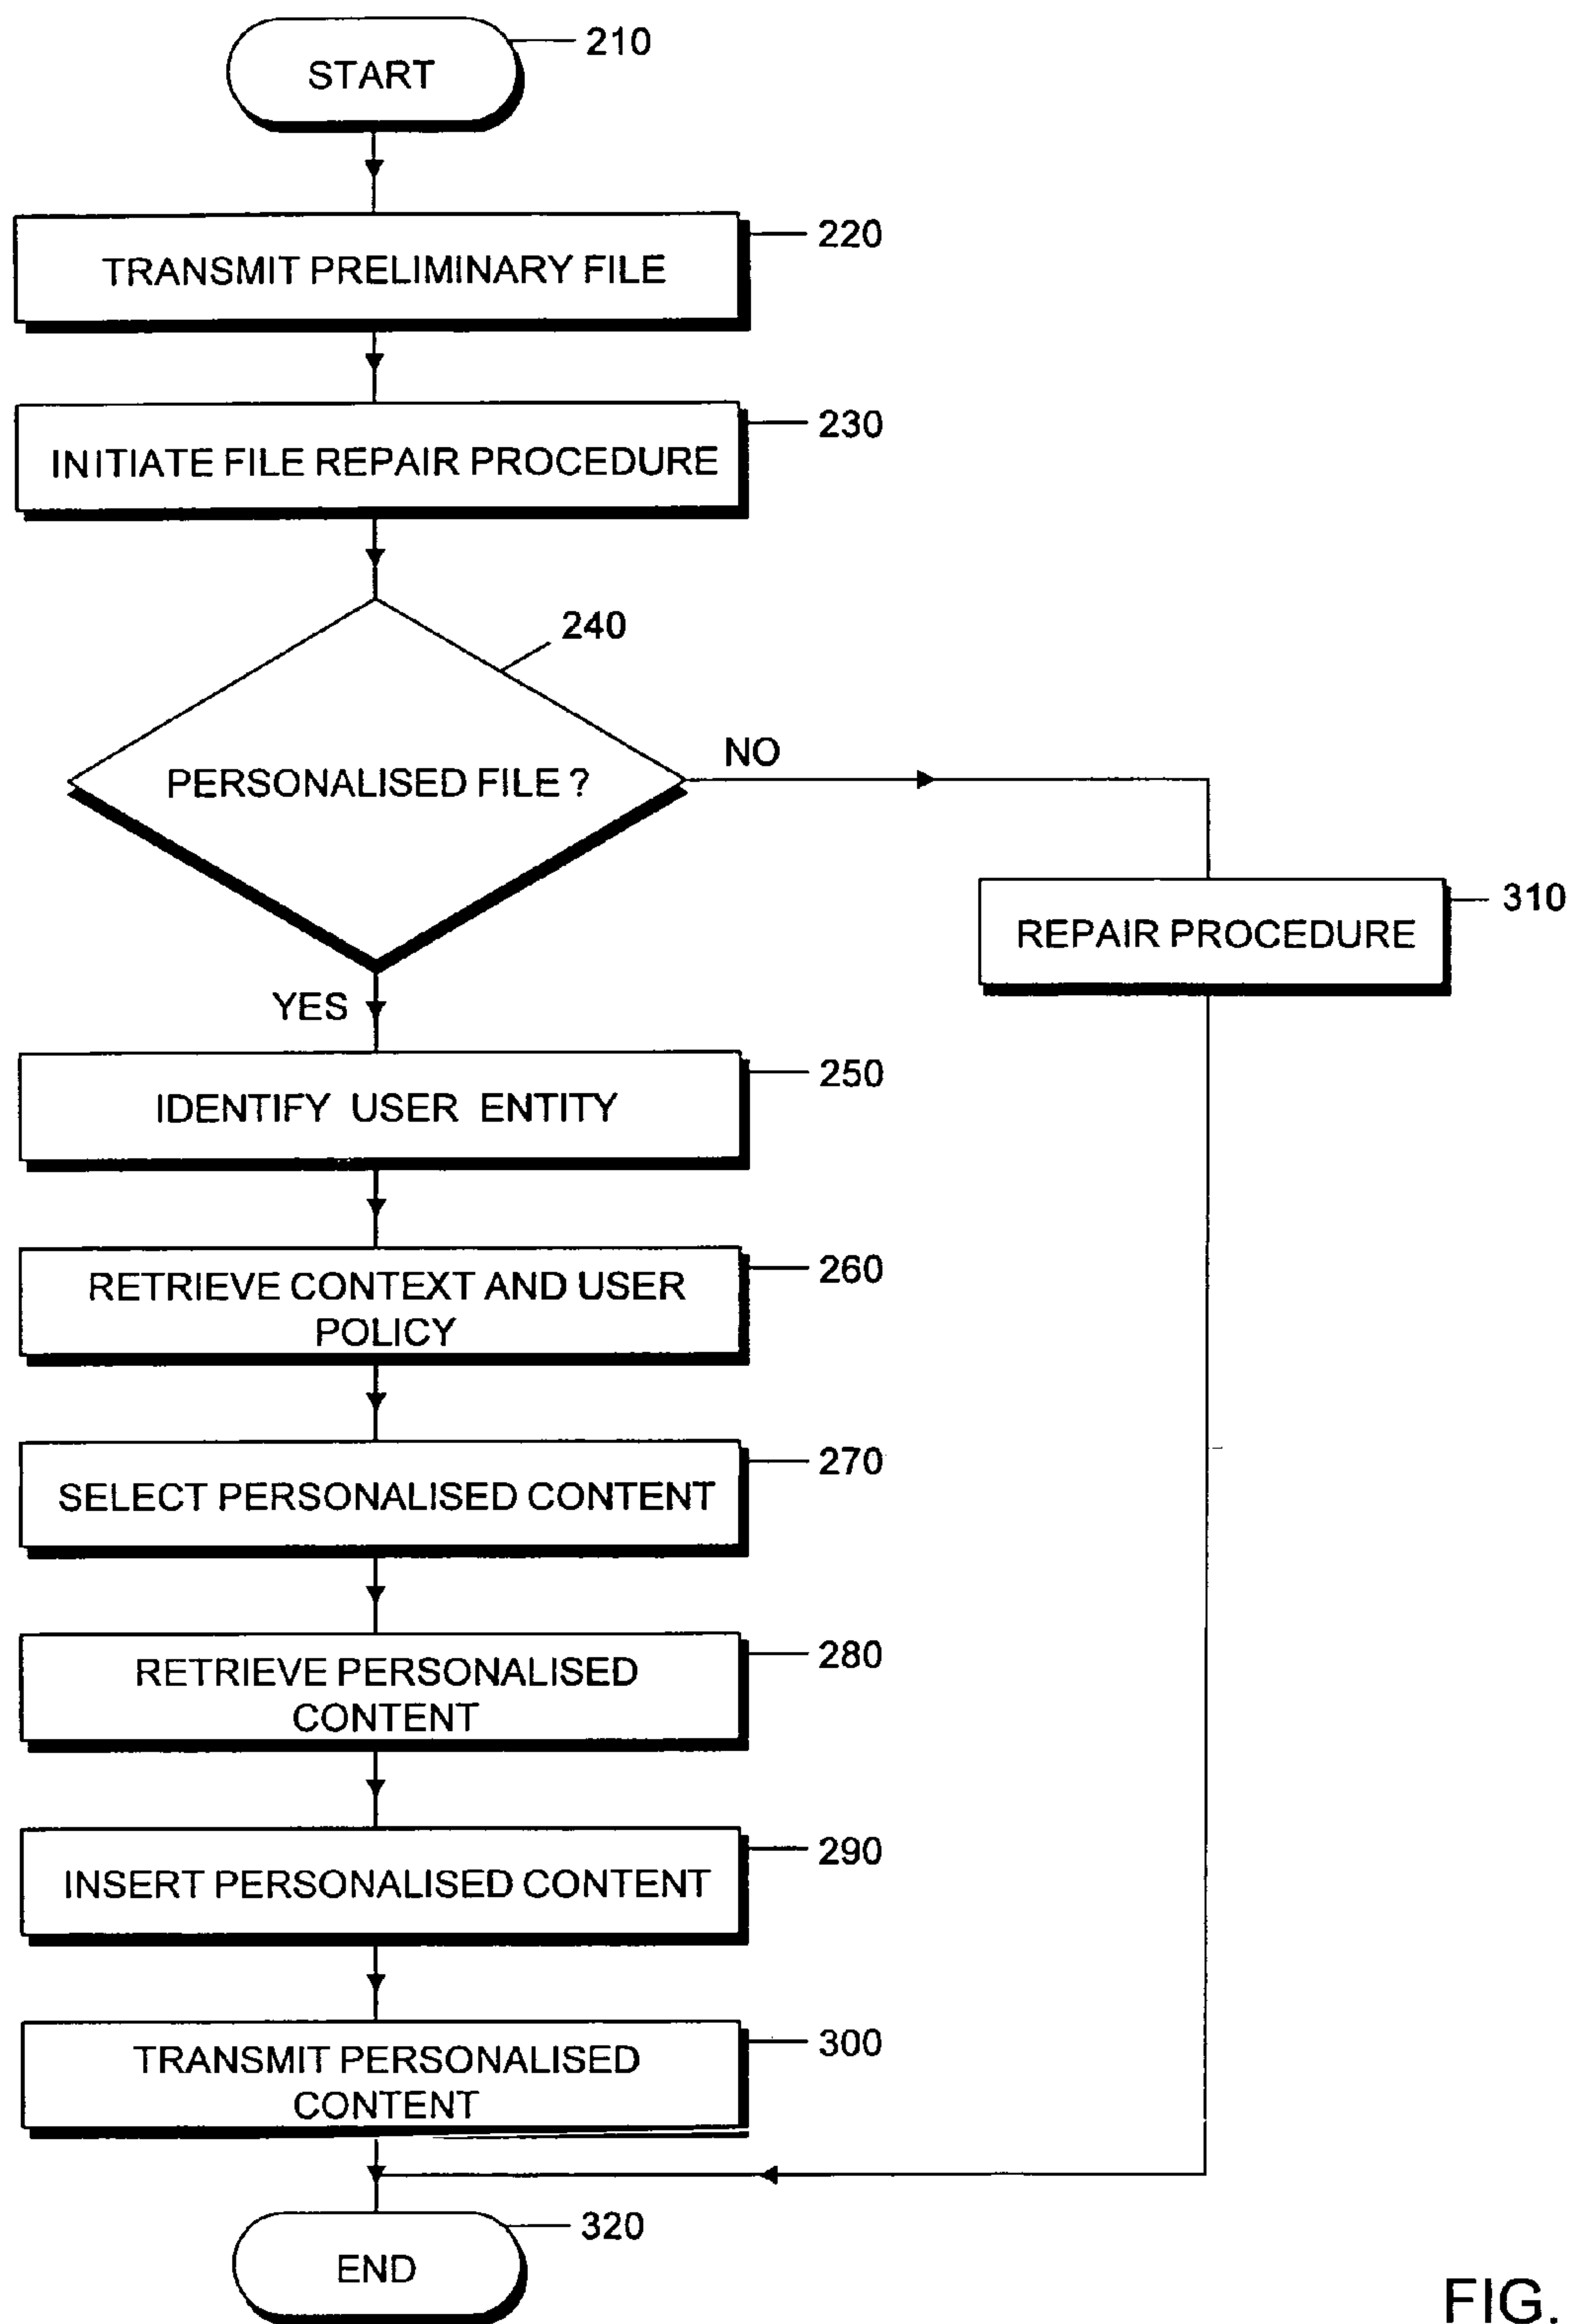 START
210
TRANSMIT PRELIMINARY FILE
220
INITIATE FILE REPAIR PROCEDURE
230
240
PERSONALISED FILE ?
NO
REPAIR PROCEDURE
310
YES
IDENTIFY USER ENTITY
250
RETRIEVE CONTEXT AND USER
POLICY
260
SELECT PERSONALISED CONTENT
270
RETRIEVE PERSONALISED
CONTENT
280
INSERT PERSONALISED CONTENT
290
TRANSMIT PERSONALISED
CONTENT
300
END
320
FIG.